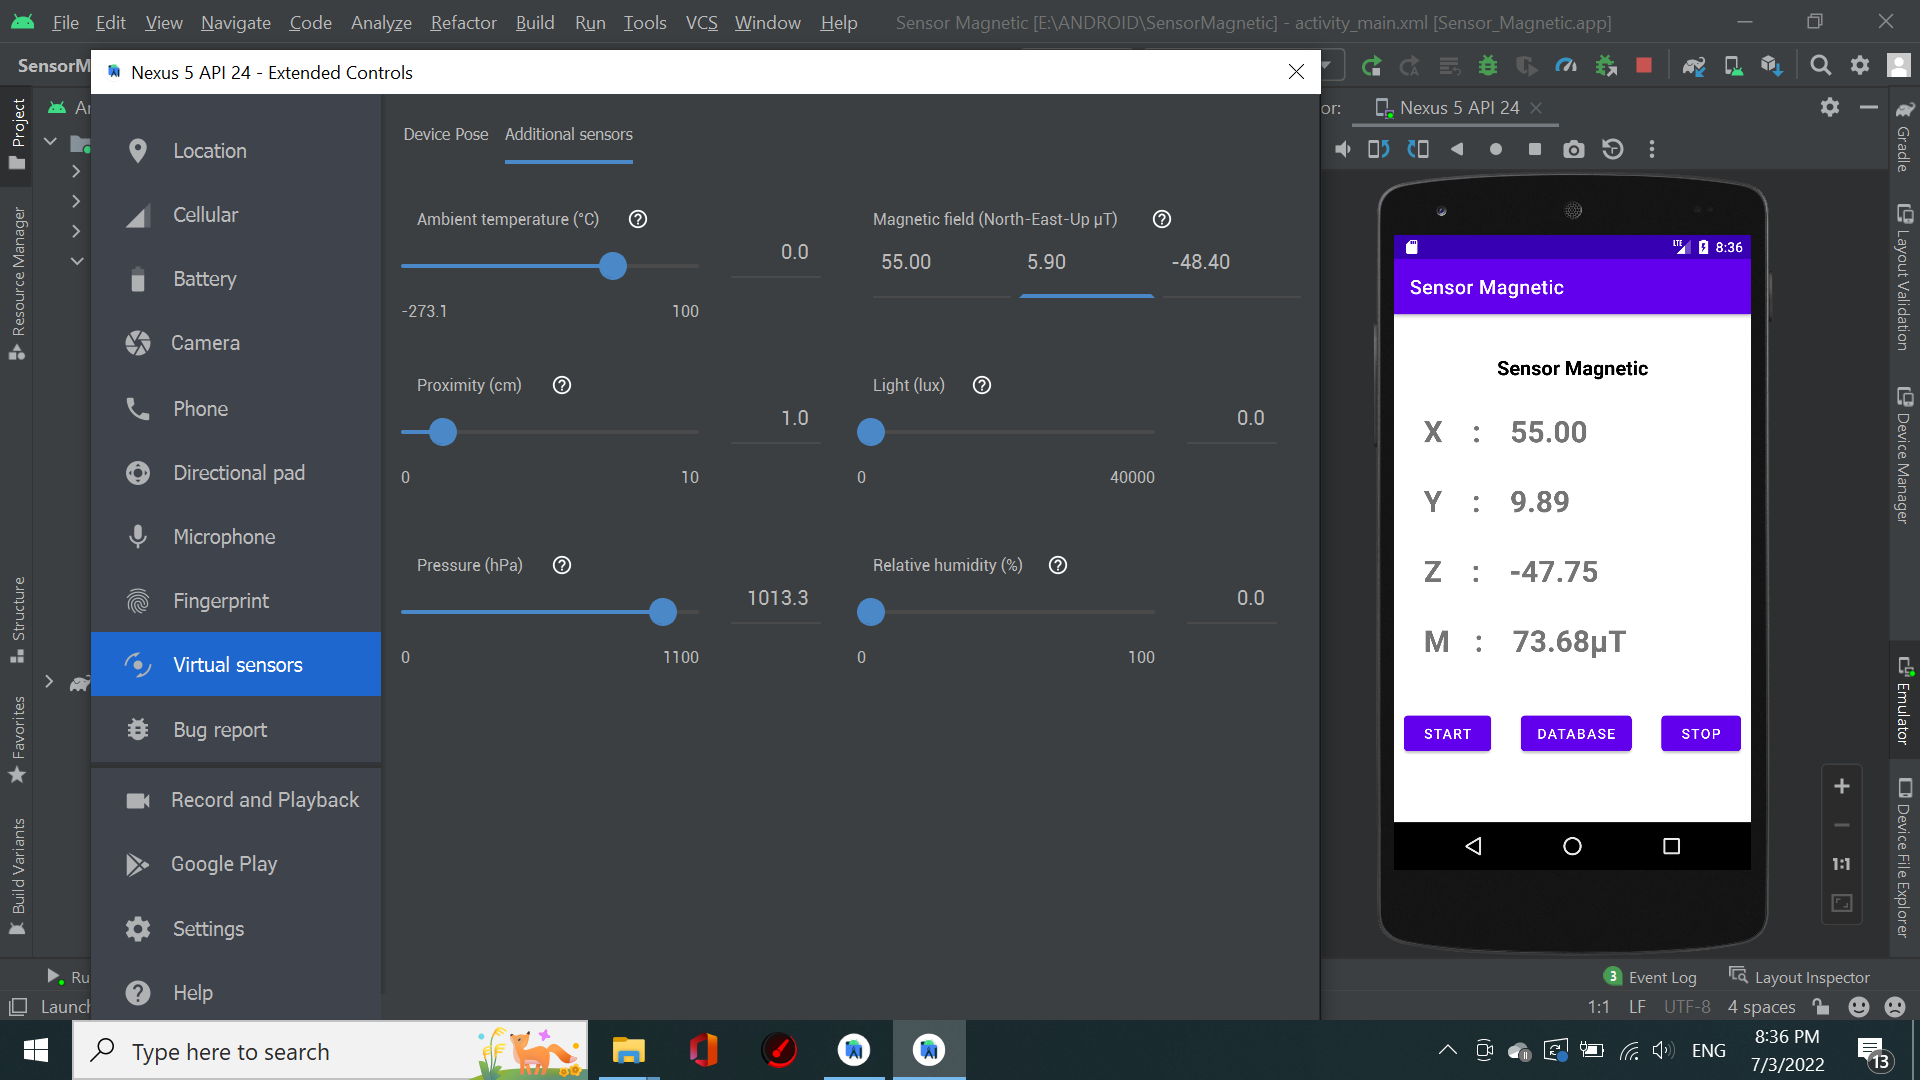 File Edit View Navigate Code Analyze Refactor Build Run Tools VCS Window Help Sensor Magnetic [E:\ANDROID\SensorMagnetic] - activity_main.xml [Sensor_Magnetic.app]
SensorM
Nexus 5 API 24 - Extended Controls
or: Nexus 5 API 24
Project
Resource Manager
Structure
Favorites
Build Variants
Location
Cellular
Battery
Camera
Phone
Directional pad
Microphone
Fingerprint
Virtual sensors
Bug report
Record and Playback
Google Play
Settings
Help
Device Pose Additional sensors
Ambient temperature (°C)
0.0
-273.1 100
Magnetic field (North-East-Up μT)
55.00 5.90 -48.40
Proximity (cm)
1.0
0 10
Light (lux)
0.0
0 40000
Pressure (hPa)
1013.3
0 1100
Relative humidity (%)
0.0
0 100
LTE 8:36
Sensor Magnetic
Sensor Magnetic
X : 55.00
Y : 9.89
Z : -47.75
M : 73.68μT
START DATABASE STOP
1:1
Gradle
Layout Validation
Device Manager
Emulator
Device File Explorer
Ru
3 Event Log Layout Inspector
Launch
1:1 LF UTF-8 4 spaces
Type here to search
ENG
8:36 PM
7/3/2022
13